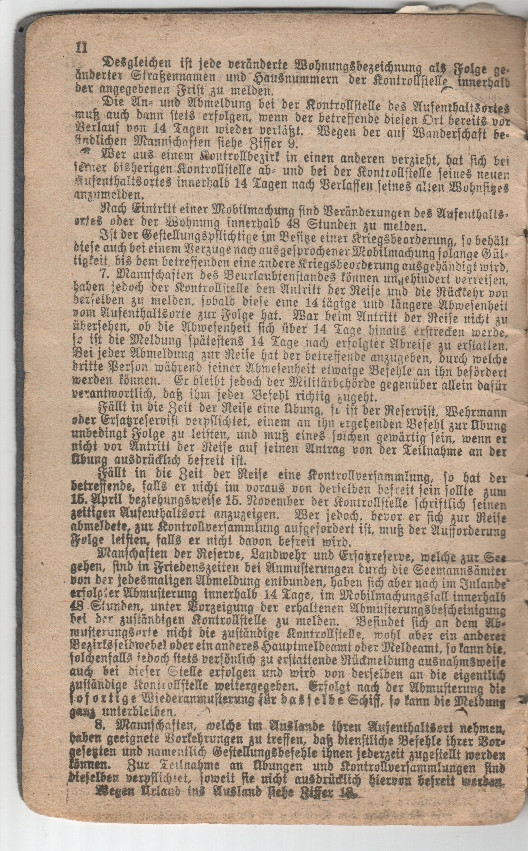 II
Desgleichen ist jede veränderte Wohnungsbezeichnung als Folge ge-
änderter Straßennamen und Hausnummern der Kontrollstelle innerhalb
der angegebenen Frist zu melden.
Die An- und Abmeldung bei der Kontrollstelle des Aufenthaltsortes
muß auch dann stets erfolgen, wenn der betreffende diesen Ort bereits vor
Verlauf von 14 Tagen wieder verläßt. Wegen der auf Wanderschaft be-
findlichen Mannschaften siehe Ziffer 9.
Wer aus einem Kontrollbezirk in einen anderen verzieht, hat sich bei
seiner bisherigen Kontrollstelle ab- und bei der Kontrollstelle seines neuen
Aufenthaltsortes innerhalb 14 Tagen nach Verlassen seines alten Wohnsitzes
anzumelden.
Nach Eintritt einer Mobilmachung sind Veränderungen des Aufenthalts-
ortes oder der Wohnung innerhalb 48 Stunden zu melden.
Ist der Gestellungspflichtige im Besitze einer Kriegsbeorderung, so behält
diese auch bei einem Verzuge nach ausgesprochener Mobilmachung solange Gül-
tigkeit, bis dem betreffenden eine andere Kriegsbeorderung ausgehändigt wird.
7. Mannschaften des Beurlaubtenstandes können ungehindert verreisen,
haben jedoch der Kontrollstelle den Antritt der Reise und die Rückkehr von
derselben zu melden, sobald diese eine 14 tägige und längere Abwesenheit
vom Aufenthaltsorte zur Folge hat. War beim Antritt der Reise nicht zu
übersehen, ob die Abwesenheit sich über 14 Tage hinaus erstrecken werde,
so ist die Meldung spätestens 14 Tage nach erfolgter Abreise zu erstatten.
Bei jeder Abmeldung zur Reise hat der betreffende anzugeben, durch welche
dritte Person während seiner Abwesenheit etwaige Befehle an ihn befördert
werden können. Er bleibt jedoch der Militärbehörde gegenüber allein dafür
verantwortlich, daß ihm jeder Befehl richtig zugeht.
Fällt in die Zeit der Reise eine Übung, so ist der Reservist, Wehrmann
oder Ersatzreservist verpflichtet, einem an ihn ergehenden Befehl zur Übung
unbedingt Folge zu leisten, und muß eines solchen gewärtig sein, wenn er
nicht vor Antritt der Reise auf seinen Antrag von der Teilnahme an der
Übung ausdrücklich befreit ist.
Fällt in die Zeit der Reise eine Kontrollversammlung, so hat der
betreffende, falls er nicht im voraus von derselben befreit sein sollte zum
15. April beziehungsweise 15. November der Kontrollstelle schriftlich seinen
zeitigen Aufenthaltsort anzuzeigen. Wer jedoch, bevor er sich zur Reise
abmeldete, zur Kontrollversammlung aufgefordert ist, muß der Aufforderung
Folge leisten, falls er nicht davon befreit wird.
Manschaften der Reserve, Landwehr und Ersatzreserve, welche zur See
gehen, sind in Friedenszeiten bei Anmusterungen durch die Seemannsämter
von der jedesmaligen Abmeldung entbunden, haben sich aber nach im Inlande
erfolgter Abmusterung innerhalb 14 Tage, im Mobilmachungsfall innerhalb
48 Stunden, unter Vorzeigung der erhaltenen Abmusterungsbescheinigung
bei der zuständigen Kontrollstelle zu melden. Befindet sich an dem Ab-
musterungsorte nicht die zuständige Kontrollstelle, wohl aber ein anderer
Bezirksfeldwebel oder ein anderes Hauptmeldeamt oder Meldeamt, so kann die,
solchenfalls jedoch stets persönlich zu erstattende Rückmeldung ausnahmsweise
auch bei dieser Stelle erfolgen und wird von derselben an die eigentlich
zuständige Kontrollstelle weitergegeben. Erfolgt nach der Abmusterung die
sofortige Wiederanmusterung für dasselbe Schiff, so kann die Meldung
ganz unterbleiben.
8. Mannschaften, welche im Auslande ihren Aufenthaltsort nehmen,
haben geeignete Vorkehrungen zu treffen, daß dienstliche Befehle ihrer Vor-
gesetzten und namentlich Gestellungsbefehle ihnen jederzeit zugestellt werden
können. Zur Teilnahme an Übungen und Kontrollversammlungen sind
dieselben verpflichtet, soweit sie nicht ausdrücklich hiervon befreit werden.
Wegen Urlaub ins Ausland siehe Ziffer 18.